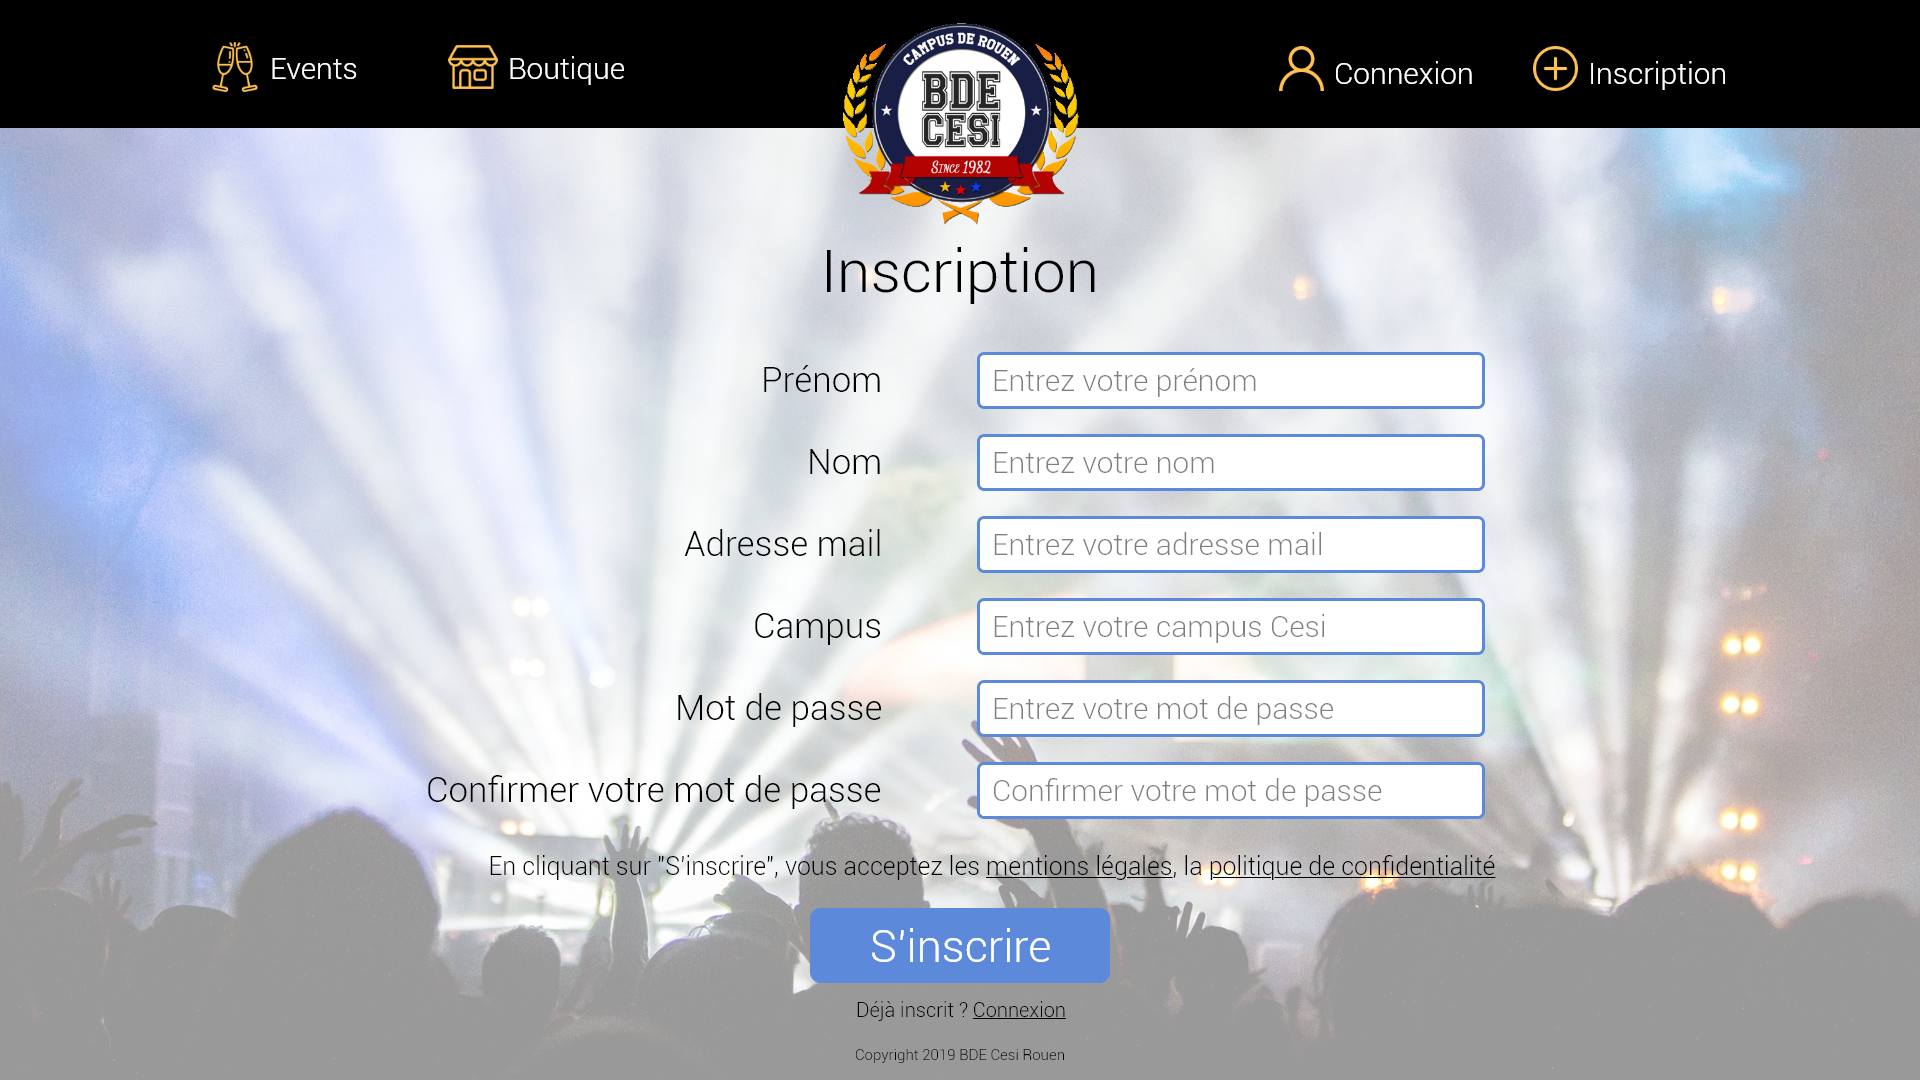 Events
Boutique
CAMPUS DE ROUEN
BDE
CESI
SINCE 1982
Connexion
Inscription
Inscription
Prénom
Entrez votre prénom
Nom
Entrez votre nom
Adresse mail
Entrez votre adresse mail
Campus
Entrez votre campus Cesi
Mot de passe
Entrez votre mot de passe
Confirmer votre mot de passe
Confirmer votre mot de passe
En cliquant sur "S'inscrire", vous acceptez les mentions légales, la politique de confidentialité
S'inscrire
Déjà inscrit ? Connexion
Copyright 2019 BDE Cesi Rouen